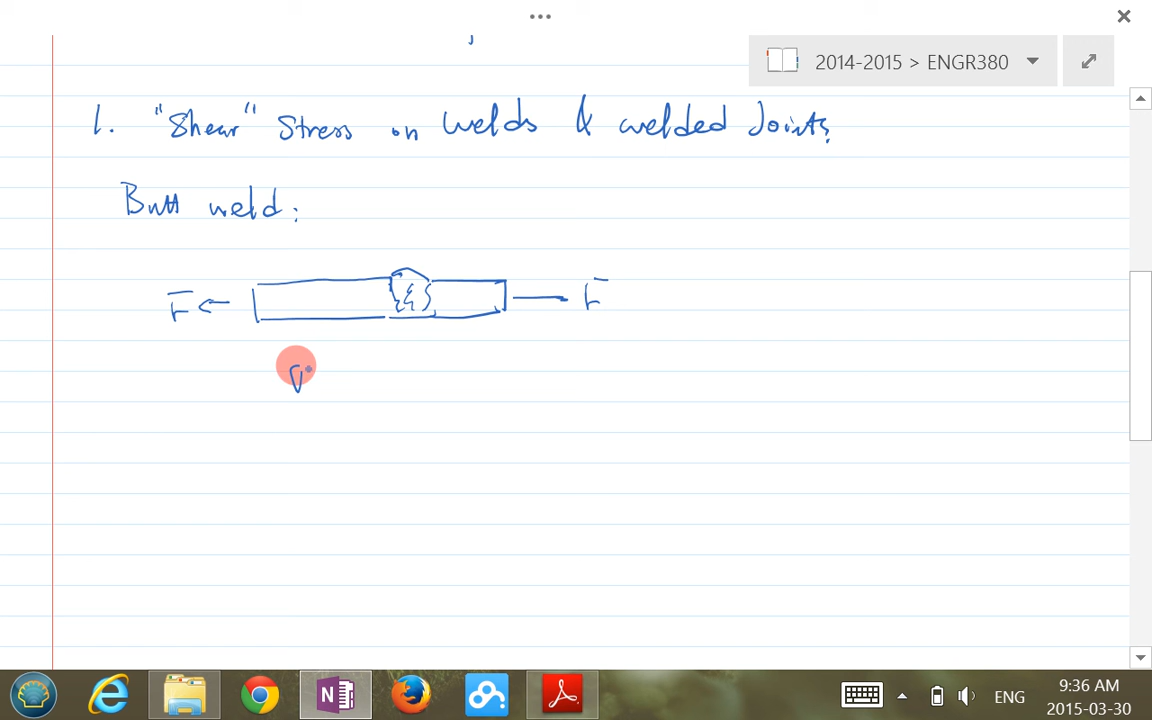 2014-2015 > ENGR380
1. "Shear" Stress on welds & welded Joints
Butt weld:
F ← → F
ENG
9:36 AM
2015-03-30